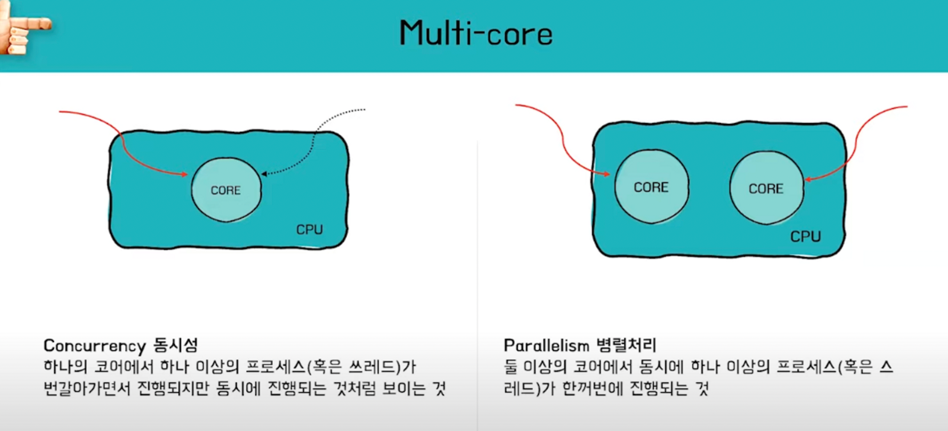 Multi-core
CORE
CPU
CORE
CORE
CPU
Concurrency 동시성
하나의 코어에서 하나 이상의 프로세스(혹은 쓰레드)가
번갈아가면서 진행되지만 동시에 진행되는 것처럼 보이는 것
Parallelism 병렬처리
둘 이상의 코어에서 동시에 하나 이상의 프로세스(혹은 스
레드)가 한꺼번에 진행되는 것